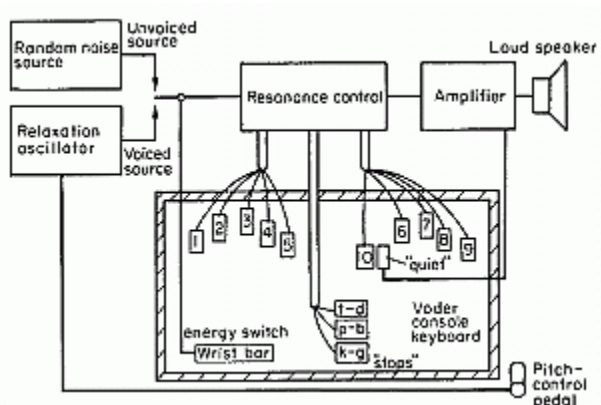 Unvoiced
source
Random noise
source
Relaxation
oscillator
Voiced
source
Resonance control
Amplifier
Loud speaker
1
2
3
4
5
0
6
7
8
9
"quiet"
t-d
p-b
k-g
"stops"
Voder
console
keyboard
energy switch
Wrist bar
Pitch-
control
pedal